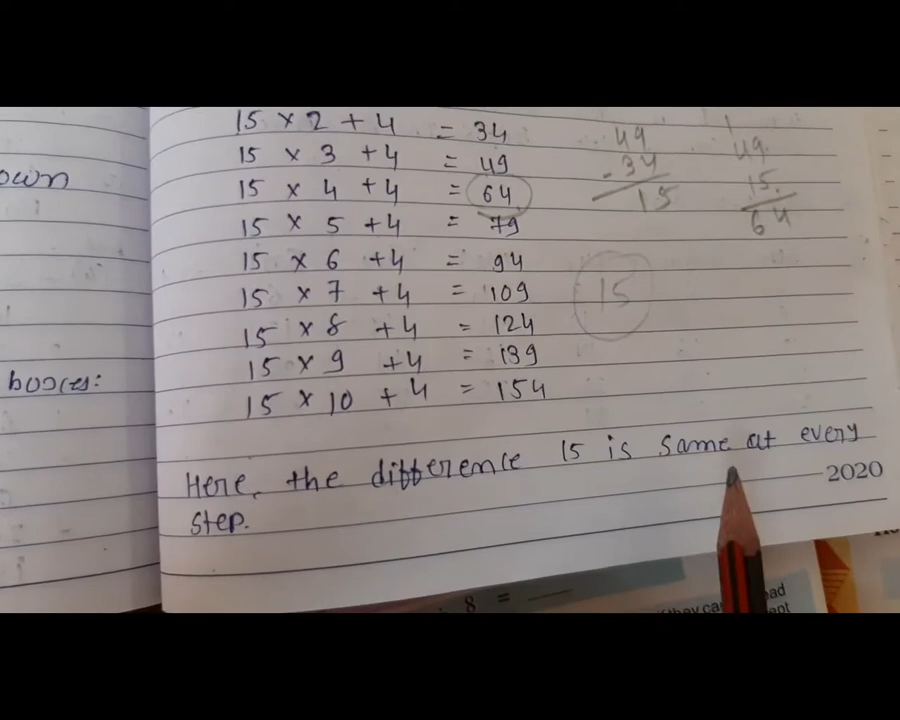 15 × 2 + 4 = 34
15 × 3 + 4 = 49
15 × 4 + 4 = 64
15 × 5 + 4 = 79
15 × 6 + 4 = 94
15 × 7 + 4 = 109
15 × 8 + 4 = 124
15 × 9 + 4 = 139
15 × 10 + 4 = 154
Here, the difference 15 is same at every
step.
2020
49
- 34
15
49
15
64
15
own
boxes:
8 =